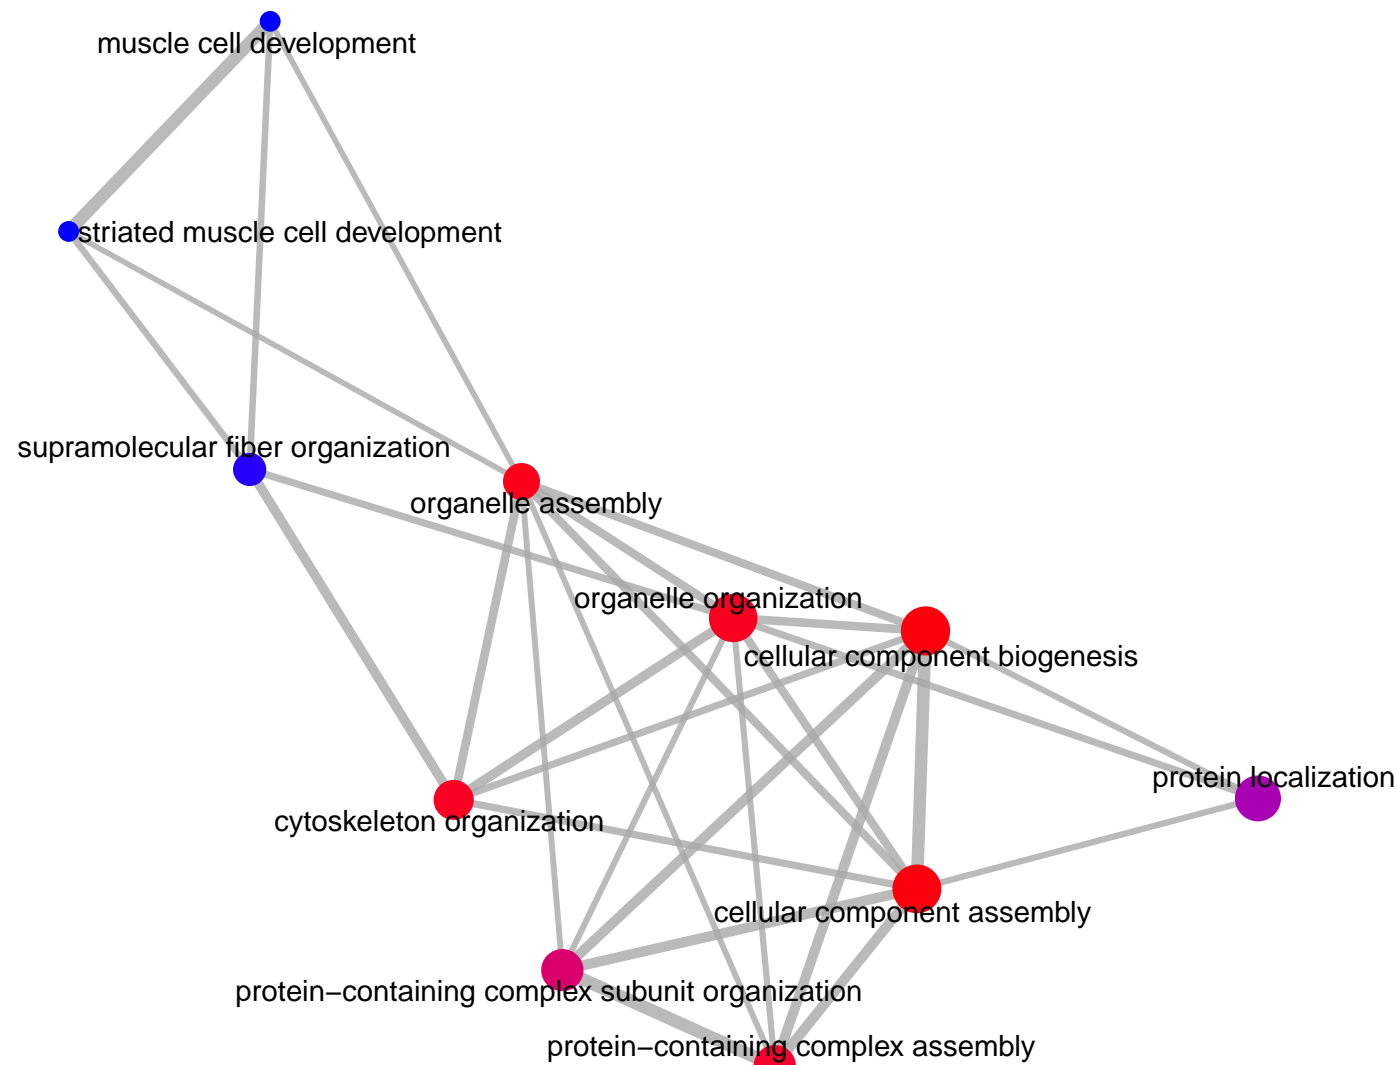 muscle cell development
striated muscle cell development
supramolecular fiber organization
organelle assembly
organelle organization
cellular component biogenesis
protein localization
cytoskeleton organization
cellular component assembly
protein−containing complex subunit organization
protein−containing complex assembly